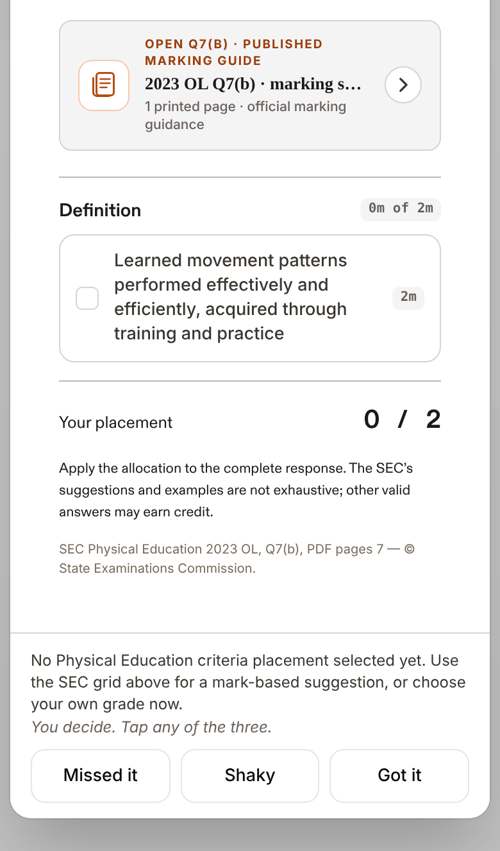 OPEN Q7(B) · PUBLISHED
MARKING GUIDE
2023 OL Q7(b) · marking s…
1 printed page · official marking
guidance
Definition
0m of 2m
Learned movement patterns
performed effectively and
efficiently, acquired through
training and practice
2m
Your placement
0 / 2
Apply the allocation to the complete response. The SEC's
suggestions and examples are not exhaustive; other valid
answers may earn credit.
SEC Physical Education 2023 OL, Q7(b), PDF pages 7 — ©
State Examinations Commission.
No Physical Education criteria placement selected yet. Use
the SEC grid above for a mark-based suggestion, or choose
your own grade now.
You decide. Tap any of the three.
Missed it
Shaky
Got it